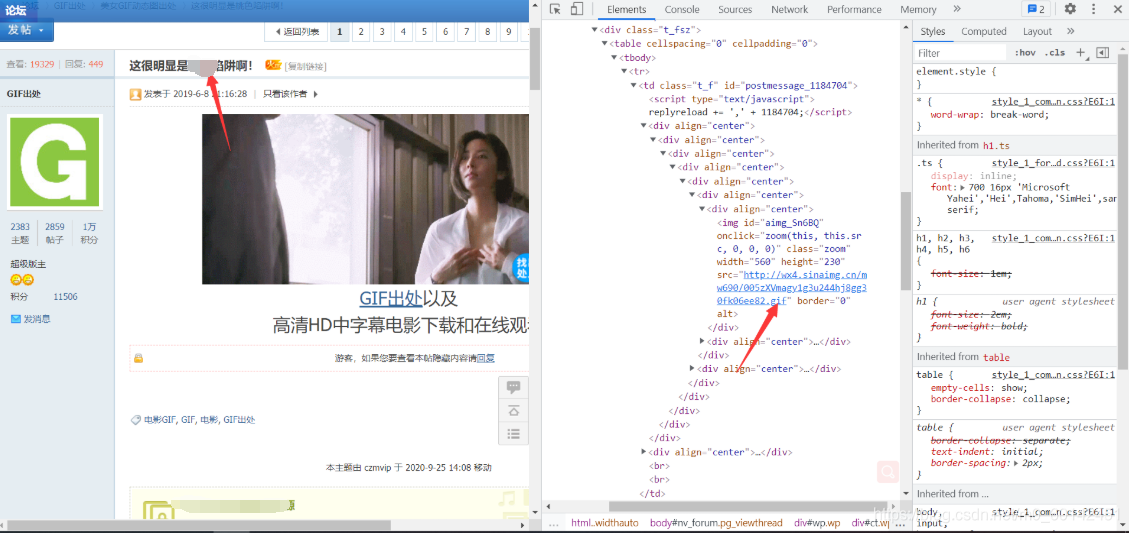 论坛
GIF出处
美女GIF动态图出处
这很明显是桃色陷阱啊!
发帖
返回列表 1 2 3 4 5 6 7 8 9
查看: 19329 | 回复: 449
这很明显是 陷阱啊! [复制链接]
GIF出处
发表于 2019-6-8 21:16:28 | 只看该作者
G
找
处
2383 2859 1万
主题 帖子 积分
超级版主
积分 11506
发消息
GIF出处以及
高清HD中字幕电影下载和在线观看
游客，如果您要查看本帖隐藏内容请回复
电影GIF, GIF, 电影, GIF出处
本主题由 czmvip 于 2020-9-25 14:08 移动
源
Elements Console Sources Network Performance Memory » 2
<div class="t_fsz">
<table cellspacing="0" cellpadding="0">
<tbody>
<tr>
<td class="t_f" id="postmessage_1184704">
<script type="text/javascript">
replyreload += ',' + 1184704;</script>
<div align="center">
<div align="center">
<div align="center">
<div align="center">
<div align="center">
<div align="center">
<div align="center">
<img id="aimg_Sn6BQ"
onclick="zoom(this, this.sr
c, 0, 0, 0)" class="zoom"
width="560" height="230"
src="http://wx4.sinaimg.cn/m
w690/005zXVmagy1g3u244hj8gg3
0fk06ee82.gif" border="0"
alt>
</div>
<div align="center">…</div>
</div>
<div align="center">…</div>
</div>
</div>
</div>
</div>
</div>
<div align="center">…</div>
<br>
<br>
</td>
... html.widthauto body#nv_forum.pg_viewthread div#wp.wp div#ct.wp ...
Styles Computed Layout »
Filter :hov .cls +
element.style {
}
* { style_1_com…n.css?E6I:1
word-wrap: break-word;
}
Inherited from h1.ts
.ts { style_1_for…d.css?E6I:1
display: inline;
font: 700 16px 'Microsoft
Yahei','Hei',Tahoma,'SimHei',san
serif;
}
h1, h2, h3, style_1_com…n.css?E6I:1
h4, h5, h6
{
font-size: 1em;
}
h1 { user agent stylesheet
font-size: 2em;
font-weight: bold;
}
Inherited from table
table { style_1_com…n.css?E6I:1
empty-cells: show;
border-collapse: collapse;
}
table { user agent stylesheet
border-collapse: separate;
text-indent: initial;
border-spacing: 2px;
}
Inherited from …
body, style_1_com…n.css?E6I:1
input,